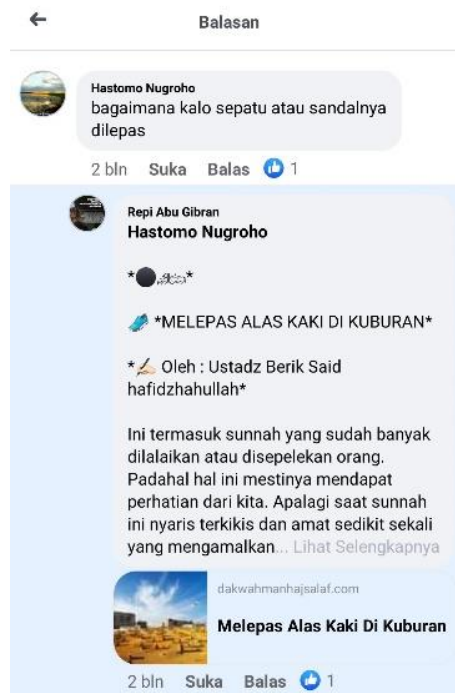 Balasan
Hastomo Nugroho
bagaimana kalo sepatu atau sandalnya
dilepas
2 bln Suka Balas 1
Repi Abu Gibran
Hastomo Nugroho
*MELEPAS ALAS KAKI DI KUBURAN*
*✍🏻 Oleh : Ustadz Berik Said
hafidzhahullah*
Ini termasuk sunnah yang sudah banyak
dilalaikan atau disepelekan orang.
Padahal hal ini mestinya mendapat
perhatian dari kita. Apalagi saat sunnah
ini nyaris terkikis dan amat sedikit sekali
yang mengamalkan... Lihat Selengkapnya
dakwahmanhajsalaf.com
Melepas Alas Kaki Di Kuburan
2 bln Suka Balas 1